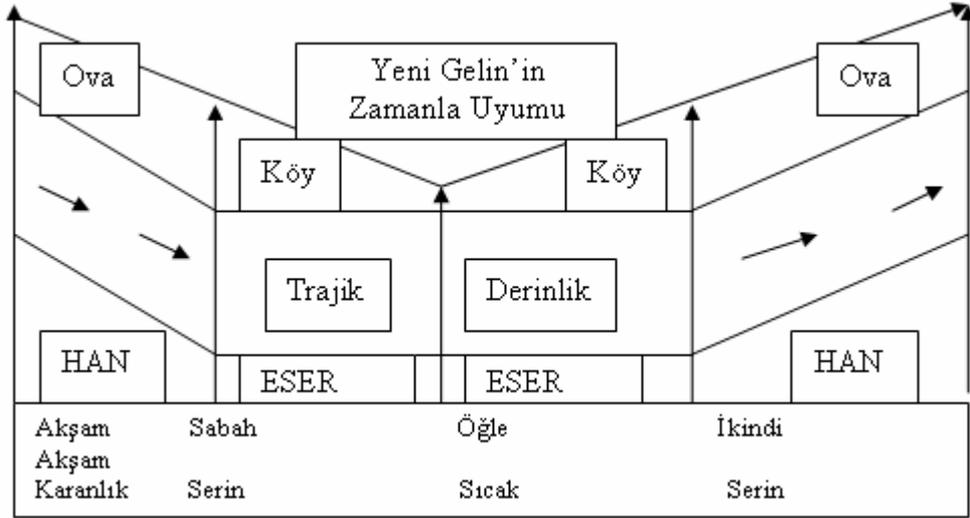 Ova
Yeni Gelin’in
Zamanla Uyumu
Ova
Köy
Köy
Trajik
Derinlik
HAN
ESER
ESER
HAN
Akşam Sabah Öğle İkindi
Akşam
Karanlık Serin Sıcak Serin